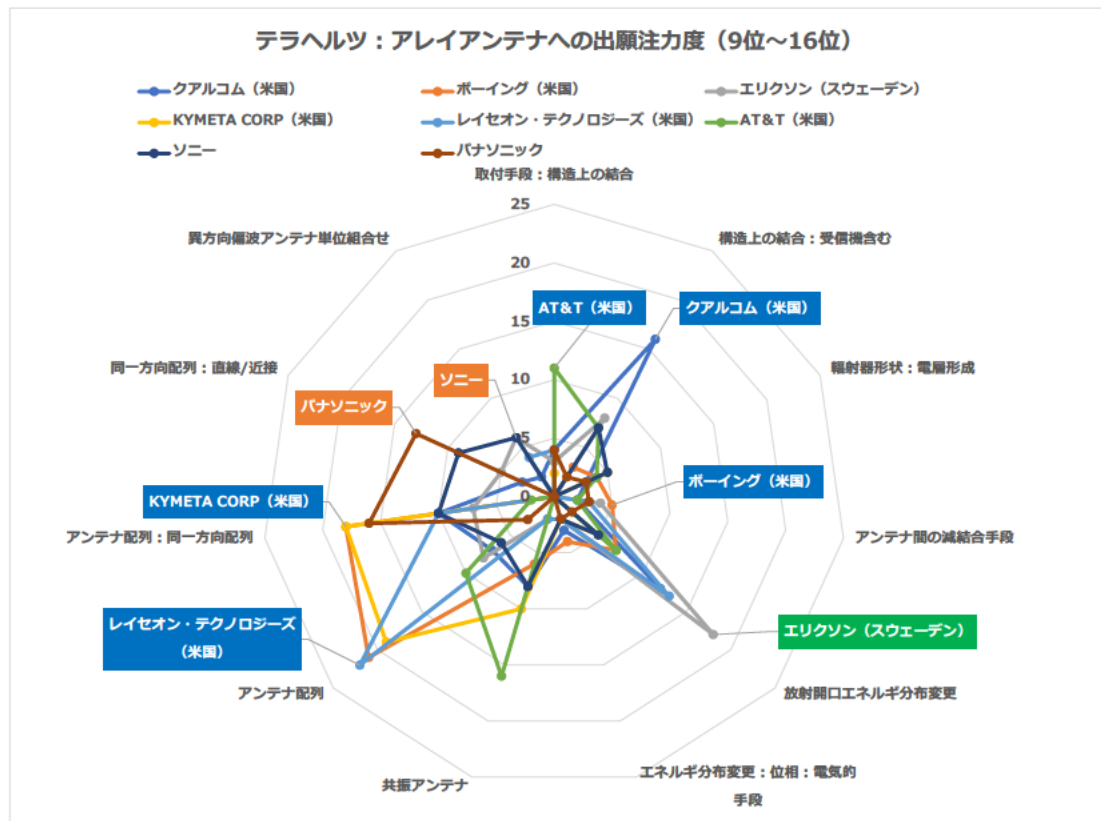 テラヘルツ：アレイアンテナへの出願注力度（9位～16位）
クアルコム（米国）
ボーイング（米国）
エリクソン（スウェーデン）
KYMETA CORP（米国）
レイセオン・テクノロジーズ（米国）
AT&T（米国）
ソニー
パナソニック
取付手段：構造上の結合
25
異方向偏波アンテナ単位組合せ
構造上の結合：受信機含む
20
AT&T（米国）
クアルコム（米国）
15
同一方向配列：直線/近接
輻射器形状：電層形成
ソニー
10
パナソニック
5
ボーイング（米国）
0
KYMETA CORP（米国）
アンテナ配列：同一方向配列
アンテナ間の減結合手段
レイセオン・テクノロジーズ
（米国）
エリクソン（スウェーデン）
アンテナ配列
放射開口エネルギ分布変更
共振アンテナ
エネルギ分布変更：位相：電気的
手段